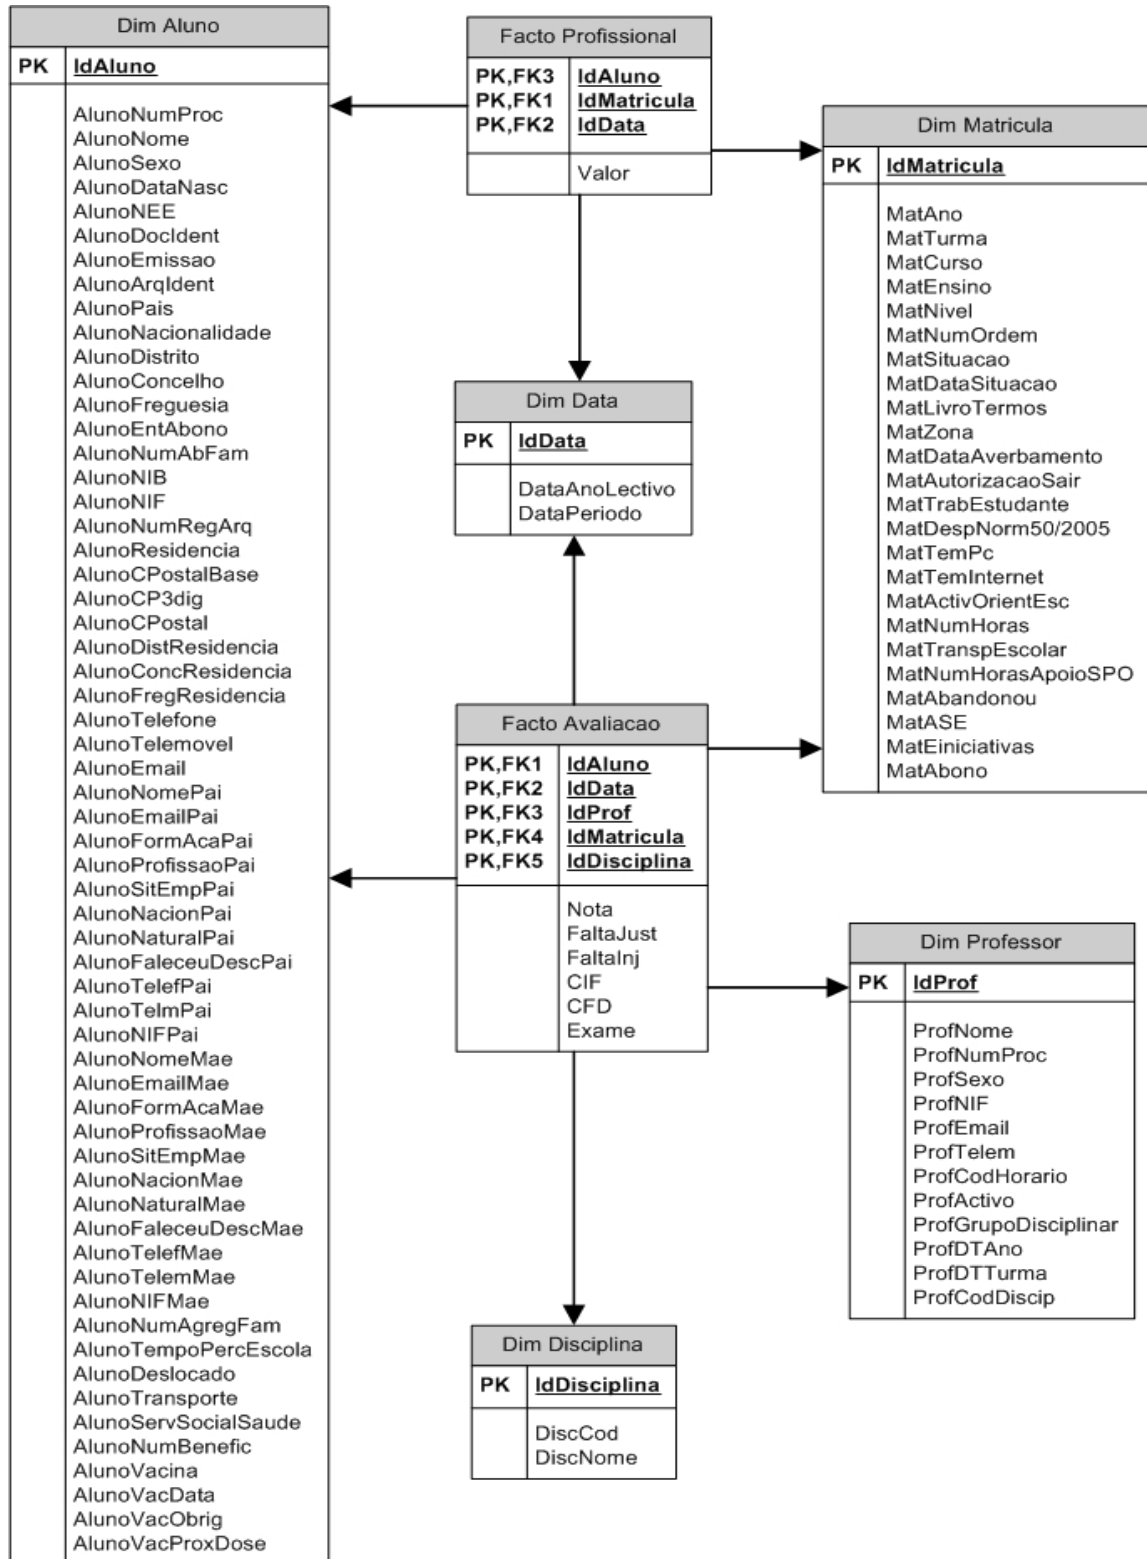 Dim Aluno
PK IdAluno
AlunoNumProc
AlunoNome
AlunoSexo
AlunoDataNasc
AlunoNEE
AlunoDocIdent
AlunoEmissao
AlunoArqIdent
AlunoPais
AlunoNacionalidade
AlunoDistrito
AlunoConcelho
AlunoFreguesia
AlunoEntAbono
AlunoNumAbFam
AlunoNIB
AlunoNIF
AlunoNumRegArq
AlunoResidencia
AlunoCPostalBase
AlunoCP3dig
AlunoCPostal
AlunoDistResidencia
AlunoConcResidencia
AlunoFregResidencia
AlunoTelefone
AlunoTelemovel
AlunoEmail
AlunoNomePai
AlunoEmailPai
AlunoFormAcaPai
AlunoProfissaoPai
AlunoSitEmpPai
AlunoNacionPai
AlunoNaturalPai
AlunoFaleceuDescPai
AlunoTelefPai
AlunoTelmPai
AlunoNIFPai
AlunoNomeMae
AlunoEmailMae
AlunoFormAcaMae
AlunoProfissaoMae
AlunoSitEmpMae
AlunoNacionMae
AlunoNaturalMae
AlunoFaleceuDescMae
AlunoTelefMae
AlunoTelemMae
AlunoNIFMae
AlunoNumAgregFam
AlunoTempoPercEscola
AlunoDeslocado
AlunoTransporte
AlunoServSocialSaude
AlunoNumBenefic
AlunoVacina
AlunoVacData
AlunoVacObrig
AlunoVacProxDose
Facto Profissional
PK,FK3 IdAluno
PK,FK1 IdMatricula
PK,FK2 IdData
Valor
Dim Data
PK IdData
DataAnoLectivo
DataPeriodo
Facto Avaliacao
PK,FK1 IdAluno
PK,FK2 IdData
PK,FK3 IdProf
PK,FK4 IdMatricula
PK,FK5 IdDisciplina
Nota
FaltaJust
FaltaInj
CIF
CFD
Exame
Dim Disciplina
PK IdDisciplina
DiscCod
DiscNome
Dim Matricula
PK IdMatricula
MatAno
MatTurma
MatCurso
MatEnsino
MatNivel
MatNumOrdem
MatSituacao
MatDataSituacao
MatLivroTermos
MatZona
MatDataAverbamento
MatAutorizacaoSair
MatTrabEstudante
MatDespNorm50/2005
MatTemPc
MatTemInternet
MatActivOrientEsc
MatNumHoras
MatTranspEscolar
MatNumHorasApoioSPO
MatAbandonou
MatASE
MatEiniciativas
MatAbono
Dim Professor
PK IdProf
ProfNome
ProfNumProc
ProfSexo
ProfNIF
ProfEmail
ProfTelem
ProfCodHorario
ProfActivo
ProfGrupoDisciplinar
ProfDTAno
ProfDTTurma
ProfCodDiscip